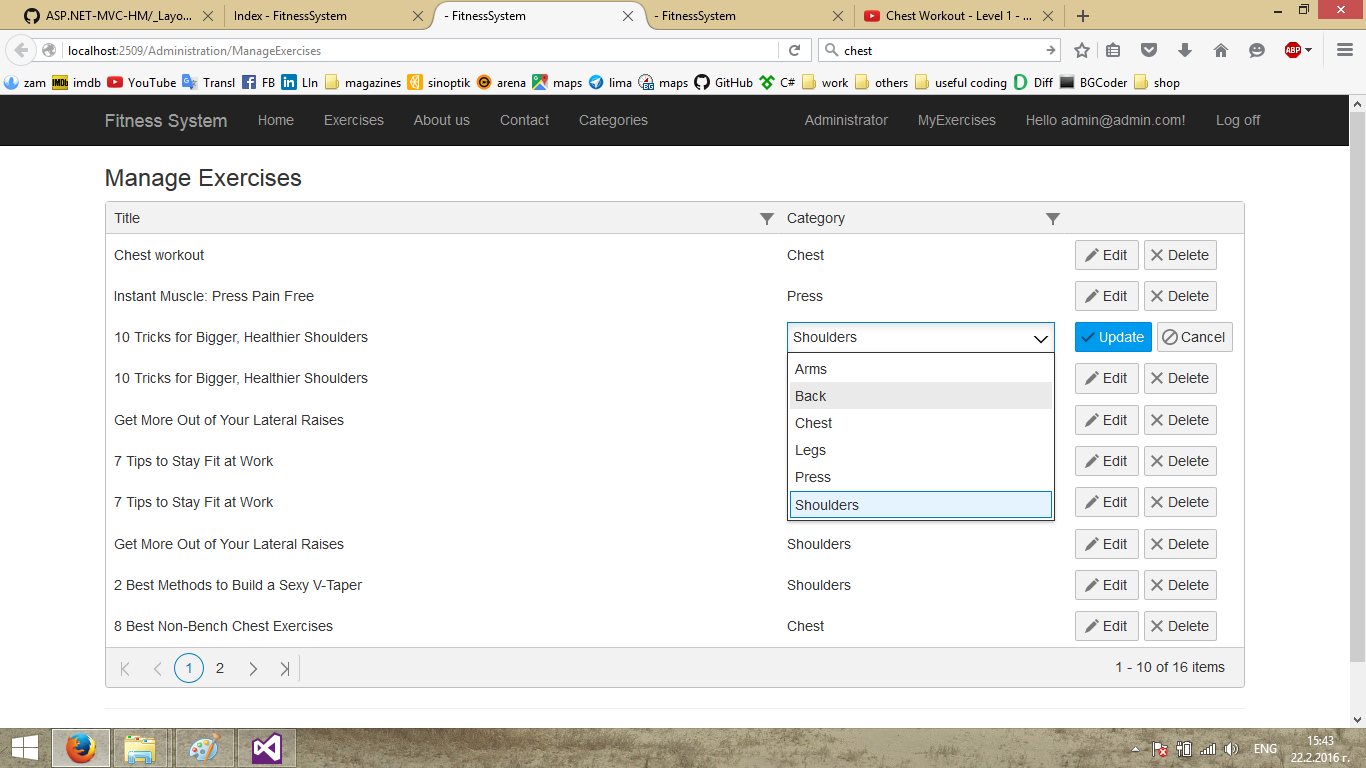 ASP.NET-MVC-HM/_Layo... Index - FitnessSystem - FitnessSystem - FitnessSystem Chest Workout - Level 1 - ...
localhost:2509/Administration/ManageExercises chest ABP
zam IMDb imdb YouTube Transl FB LIn magazines sinoptik arena maps lima BG maps GitHub C# work others useful coding Diff BGCoder shop
Fitness System Home Exercises About us Contact Categories Administrator MyExercises Hello admin@admin.com! Log off
Manage Exercises
Title Category
Chest workout Chest Edit Delete
Instant Muscle: Press Pain Free Press Edit Delete
10 Tricks for Bigger, Healthier Shoulders Shoulders Update Cancel
Arms
10 Tricks for Bigger, Healthier Shoulders Edit Delete
Back
Get More Out of Your Lateral Raises Chest Edit Delete
Legs
7 Tips to Stay Fit at Work Edit Delete
Press
7 Tips to Stay Fit at Work Shoulders Edit Delete
Get More Out of Your Lateral Raises Shoulders Edit Delete
2 Best Methods to Build a Sexy V-Taper Shoulders Edit Delete
8 Best Non-Bench Chest Exercises Chest Edit Delete
1 2 1 - 10 of 16 items
ENG 15:43
22.2.2016 г.